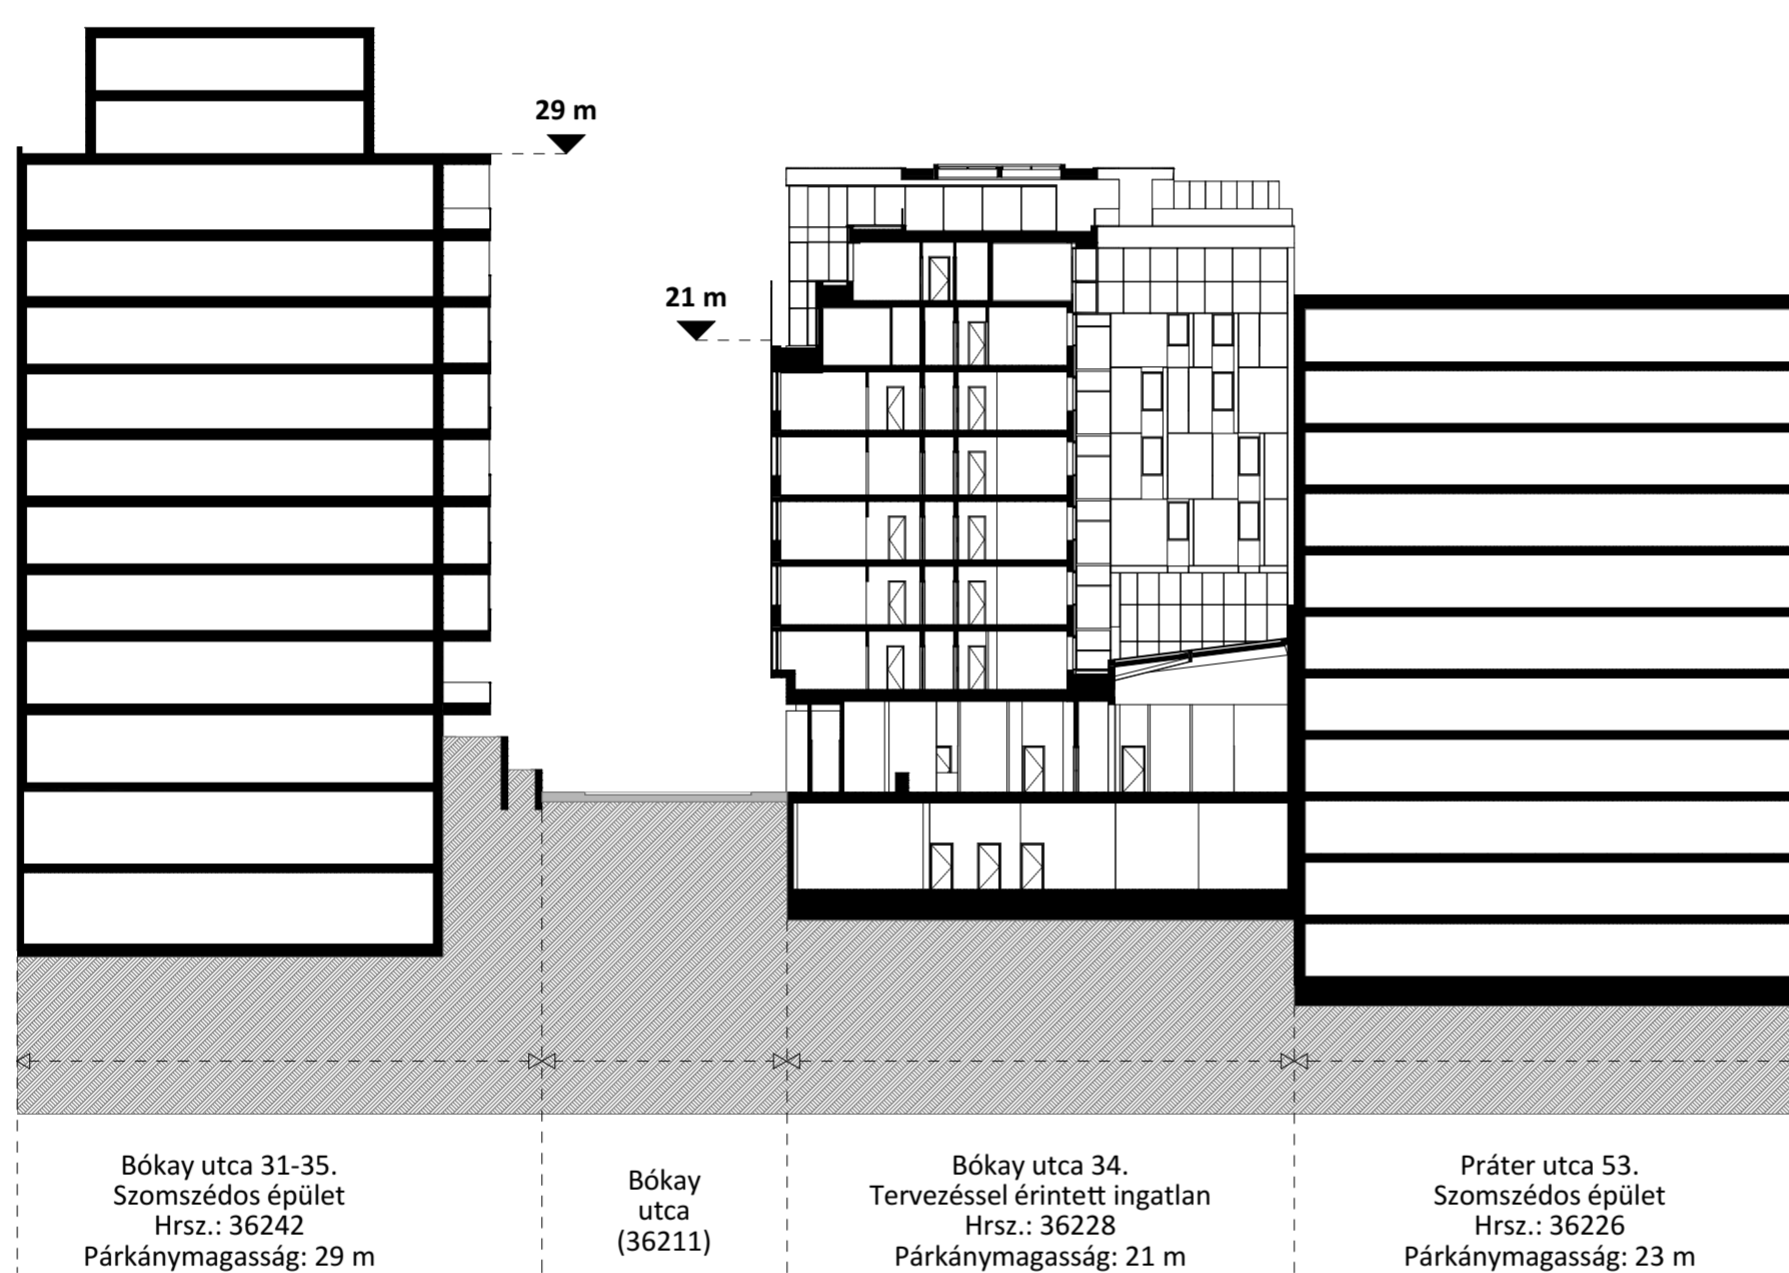 29 m
21 m
Bókay utca 31-35.
Szomszédos épület
Hrsz.: 36242
Párkánymagasság: 29 m
Bókay
utca
(36211)
Bókay utca 34.
Tervezéssel érintett ingatlan
Hrsz.: 36228
Párkánymagasság: 21 m
Práter utca 53.
Szomszédos épület
Hrsz.: 36226
Párkánymagasság: 23 m